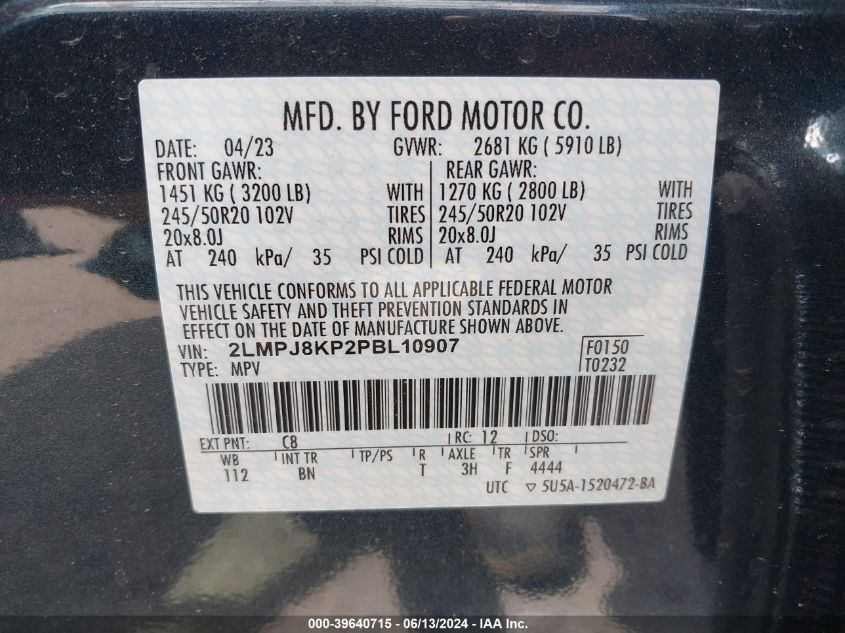 MFD. BY FORD MOTOR CO.
DATE: 04/23 GVWR: 2681 KG ( 5910 LB)
FRONT GAWR: REAR GAWR:
1451 KG ( 3200 LB) WITH 1270 KG ( 2800 LB) WITH
245/50R20 102V TIRES 245/50R20 102V TIRES
20x8.0J RIMS 20x8.0J RIMS
AT 240 kPa/ 35 PSI COLD AT 240 kPa/ 35 PSI COLD
THIS VEHICLE CONFORMS TO ALL APPLICABLE FEDERAL MOTOR
VEHICLE SAFETY AND THEFT PREVENTION STANDARDS IN
EFFECT ON THE DATE OF MANUFACTURE SHOWN ABOVE.
VIN: 2LMPJ8KP2PBL10907 F0150
TYPE: MPV T0232
EXT PNT: C8 RC: 12 DSO:
WB INT TR TP/PS R AXLE TR SPR
112 BN T 3H F 4444
UTC ▽ 5U5A-1520472-BA
000-39640715 - 06/13/2024 - IMPACT AUTO AUCTIONS